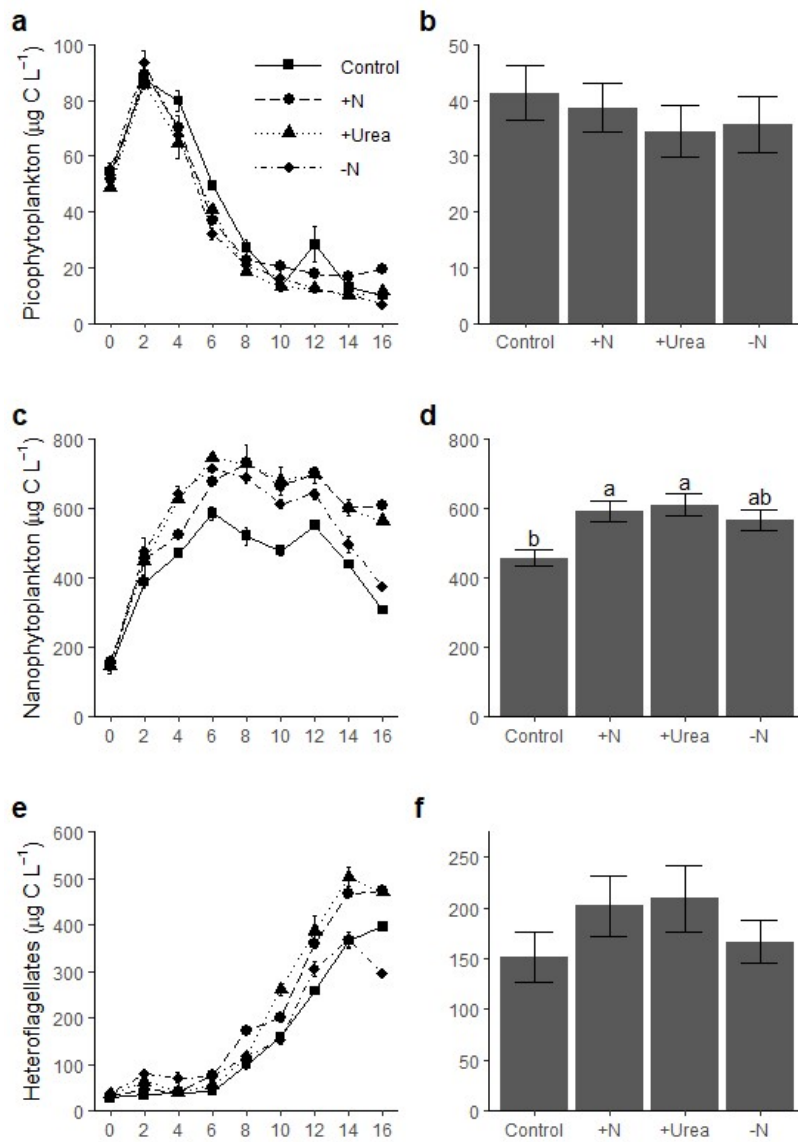 a
Picophytoplankton (µg C L⁻¹)
100
80
60
40
20
0
0 2 4 6 8 10 12 14 16
Control
+N
+Urea
-N
b
50
40
30
20
10
0
Control +N +Urea -N
c
Nanophytoplankton (µg C L⁻¹)
800
600
400
200
0
0 2 4 6 8 10 12 14 16
d
800
600
400
200
0
b a a ab
Control +N +Urea -N
e
Heteroflagellates (µg C L⁻¹)
600
500
400
300
200
100
0
0 2 4 6 8 10 12 14 16
f
250
200
150
100
50
0
Control +N +Urea -N